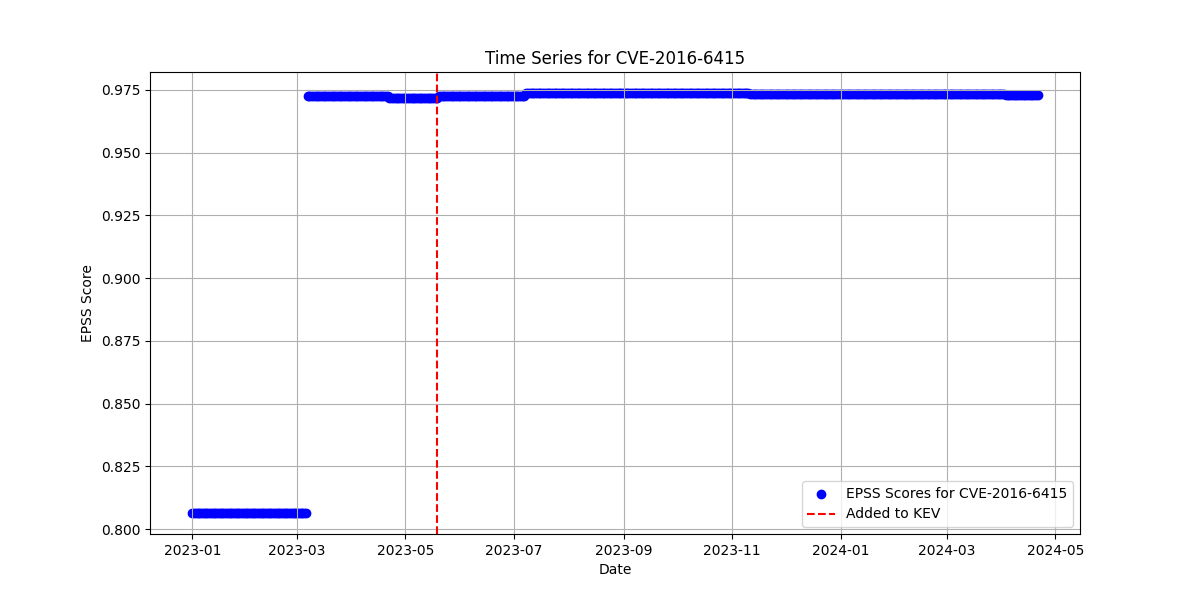 Time Series for CVE-2016-6415
EPSS Score
0.975
0.950
0.925
0.900
0.875
0.850
0.825
0.800
EPSS Scores for CVE-2016-6415
Added to KEV
2023-01 2023-03 2023-05 2023-07 2023-09 2023-11 2024-01 2024-03 2024-05
Date